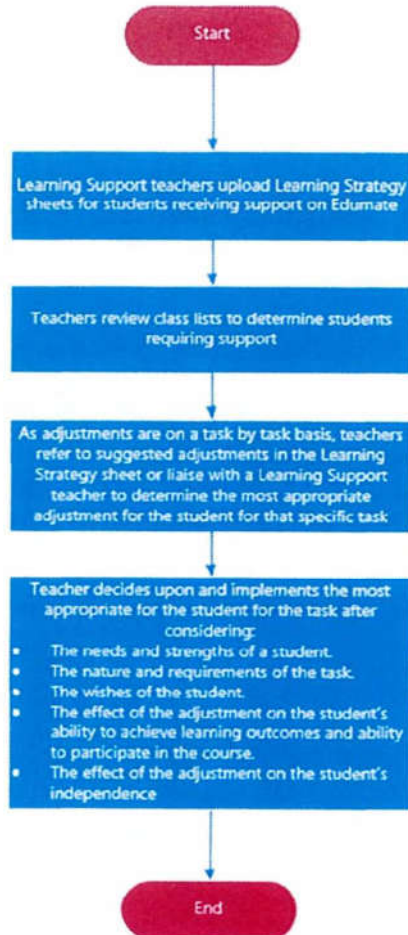 Start
Learning Support teachers upload Learning Strategy
sheets for students receiving support on Edumate
Teachers review class lists to determine students
requiring support
As adjustments are on a task by task basis, teachers
refer to suggested adjustments in the Learning
Strategy sheet or liaise with a Learning Support
teacher to determine the most appropriate
adjustment for the student for that specific task
Teacher decides upon and implements the most
appropriate for the student for the task after
considering:
• The needs and strengths of a student.
• The nature and requirements of the task.
• The wishes of the student.
• The effect of the adjustment on the student's
ability to achieve learning outcomes and ability
to participate in the course.
• The effect of the adjustment on the student's
independence
End